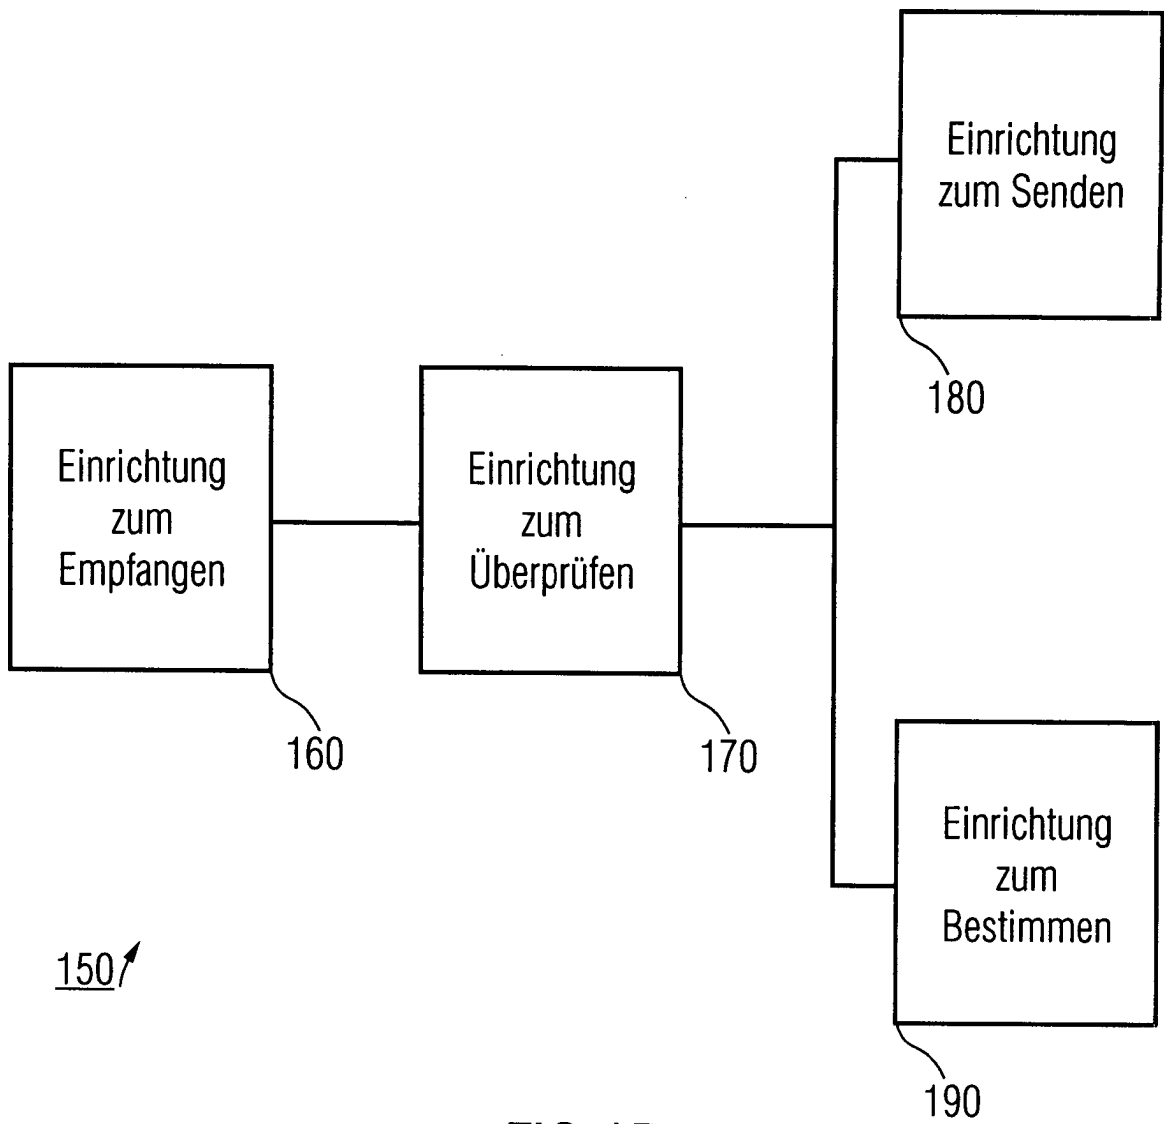 Einrichtung
zum Senden
180
Einrichtung
zum
Empfangen
160
Einrichtung
zum
Überprüfen
170
Einrichtung
zum
Bestimmen
190
150